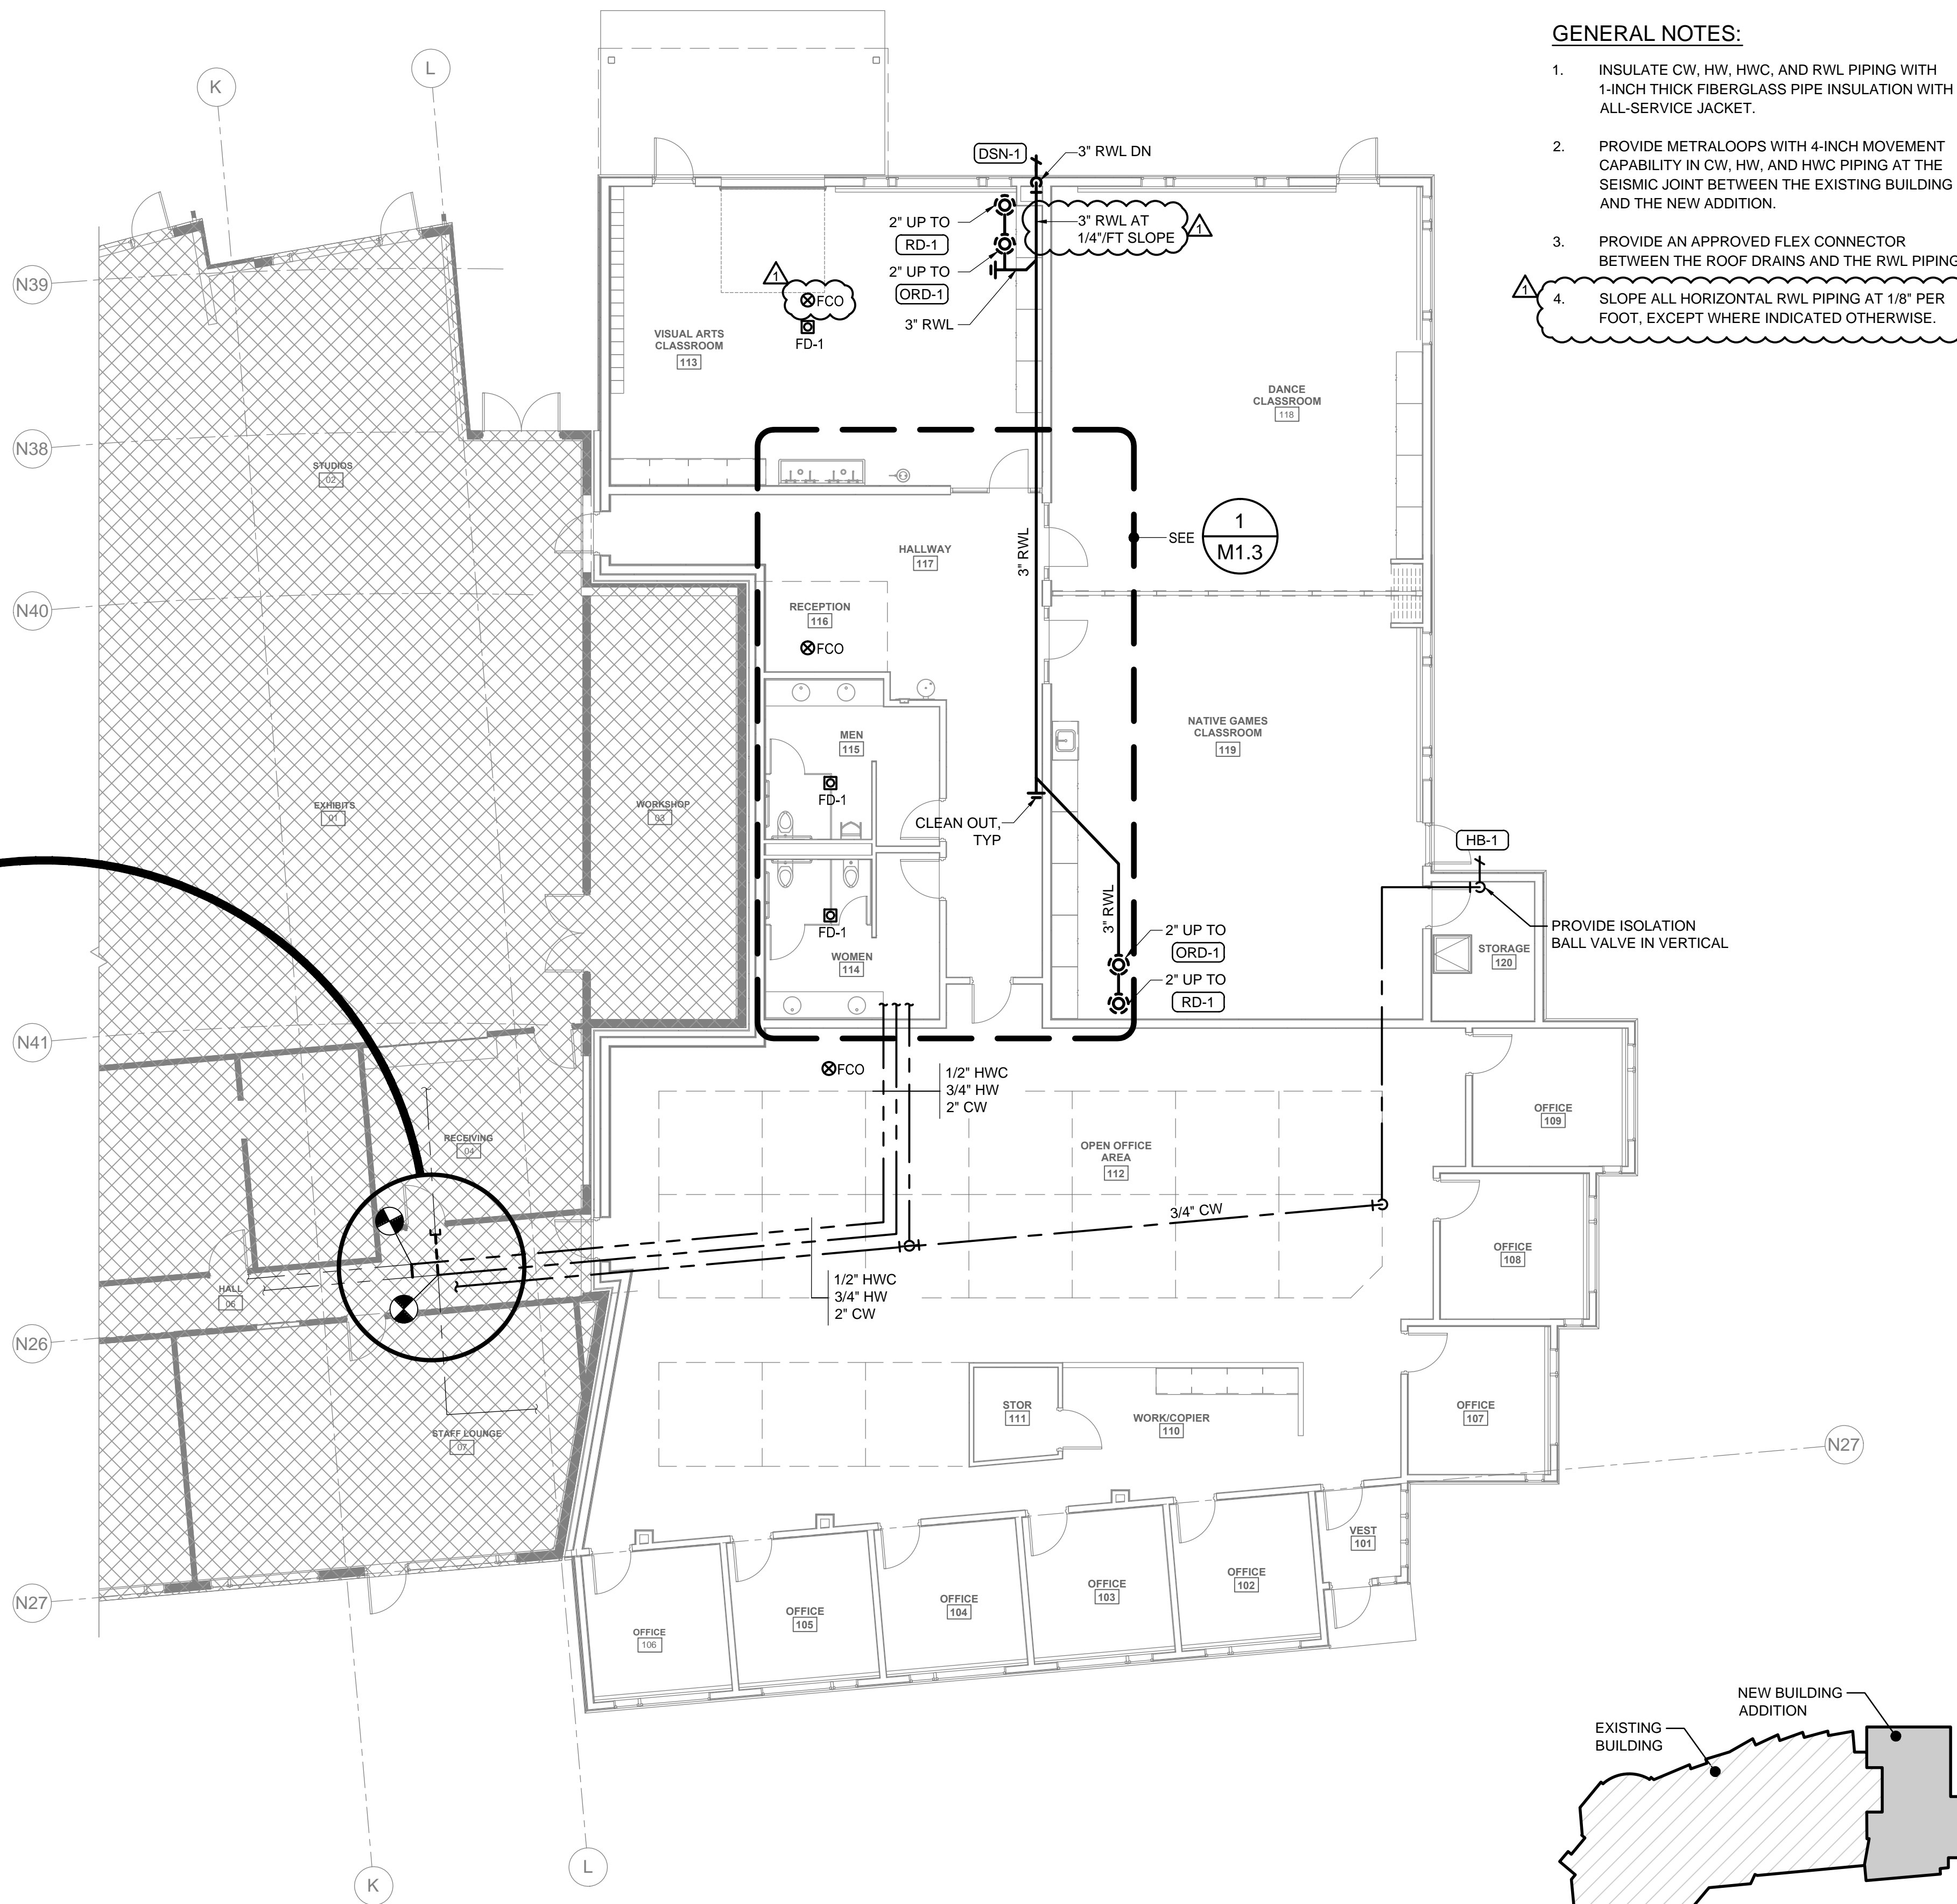 GENERAL NOTES:
1. INSULATE CW, HW, HWC, AND RWL PIPING WITH
1-INCH THICK FIBERGLASS PIPE INSULATION WITH
ALL-SERVICE JACKET.
2. PROVIDE METRALOOPS WITH 4-INCH MOVEMENT
CAPABILITY IN CW, HW, AND HWC PIPING AT THE
SEISMIC JOINT BETWEEN THE EXISTING BUILDING
AND THE NEW ADDITION.
3. PROVIDE AN APPROVED FLEX CONNECTOR
BETWEEN THE ROOF DRAINS AND THE RWL PIPING
1
4. SLOPE ALL HORIZONTAL RWL PIPING AT 1/8" PER
FOOT, EXCEPT WHERE INDICATED OTHERWISE.
K
L
DSN-1
3" RWL DN
2" UP TO
RD-1
3" RWL AT
1/4"/FT SLOPE
1
2" UP TO
ORD-1
3" RWL
N39
1
FCO
FD-1
VISUAL ARTS
CLASSROOM
113
DANCE
CLASSROOM
118
N38
STUDIOS
02
SEE
1
M1.3
HALLWAY
117
3" RWL
N40
RECEPTION
116
FCO
MEN
115
FD-1
NATIVE GAMES
CLASSROOM
119
EXHIBITS
01
WORKSHOP
03
CLEAN OUT,
TYP
HB-1
PROVIDE ISOLATION
BALL VALVE IN VERTICAL
STORAGE
120
FD-1
WOMEN
114
3" RWL
2" UP TO
ORD-1
2" UP TO
RD-1
N41
FCO
1/2" HWC
3/4" HW
2" CW
OFFICE
109
RECEIVING
04
OPEN OFFICE
AREA
112
3/4" CW
OFFICE
108
HALL
06
1/2" HWC
3/4" HW
2" CW
N26
STOR
111
WORK/COPIER
110
OFFICE
107
STAFF LOUNGE
07
N27
VEST
101
OFFICE
102
OFFICE
103
OFFICE
104
OFFICE
105
OFFICE
106
N27
NEW BUILDING
ADDITION
EXISTING
BUILDING
K
L